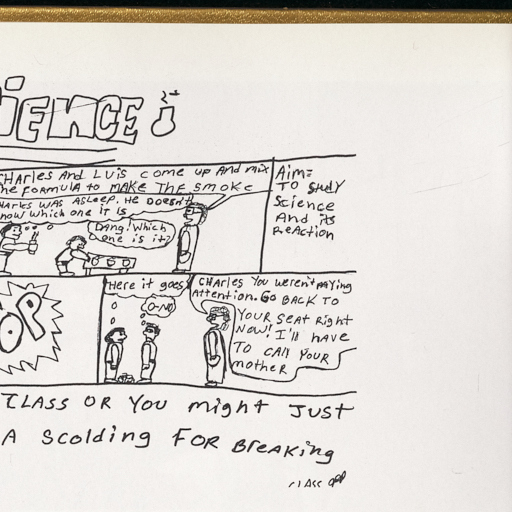 iENCE
CHARLES AND LUIS come up AND mix
THE FORMULA to MAKE THE SMOKE
CHARLES WAS ASLEEP. HE DOESN'T
know which one it is
DANG! Which
one is it?
Aim=
TO Study
Science
And its
REACTION
OP
Here it goes
O-NO
CHARLES YOU WEREN'T PAYING
Attention. GO BACK TO
YOUR SEAT Right
NOW! I'll HAVE
TO CAll YOUR
mother
CLASS OR YOU might JUST
A SColding FOR BREAKing